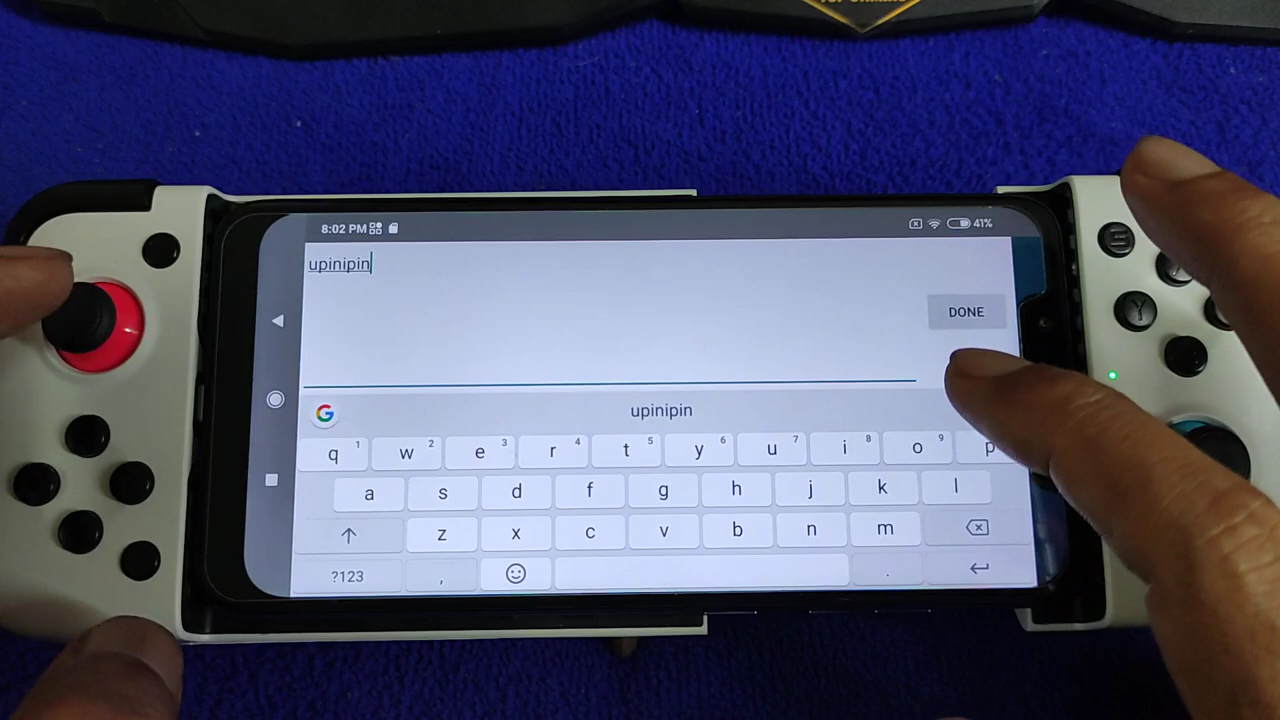 8:02 PM 41%
upinipin
DONE
upinipin
q 1 w 2 e 3 r 4 t 5 y 6 u 7 i 8 o 9 p
a s d f g h j k l
z x c v b n m
?123 , .
Y